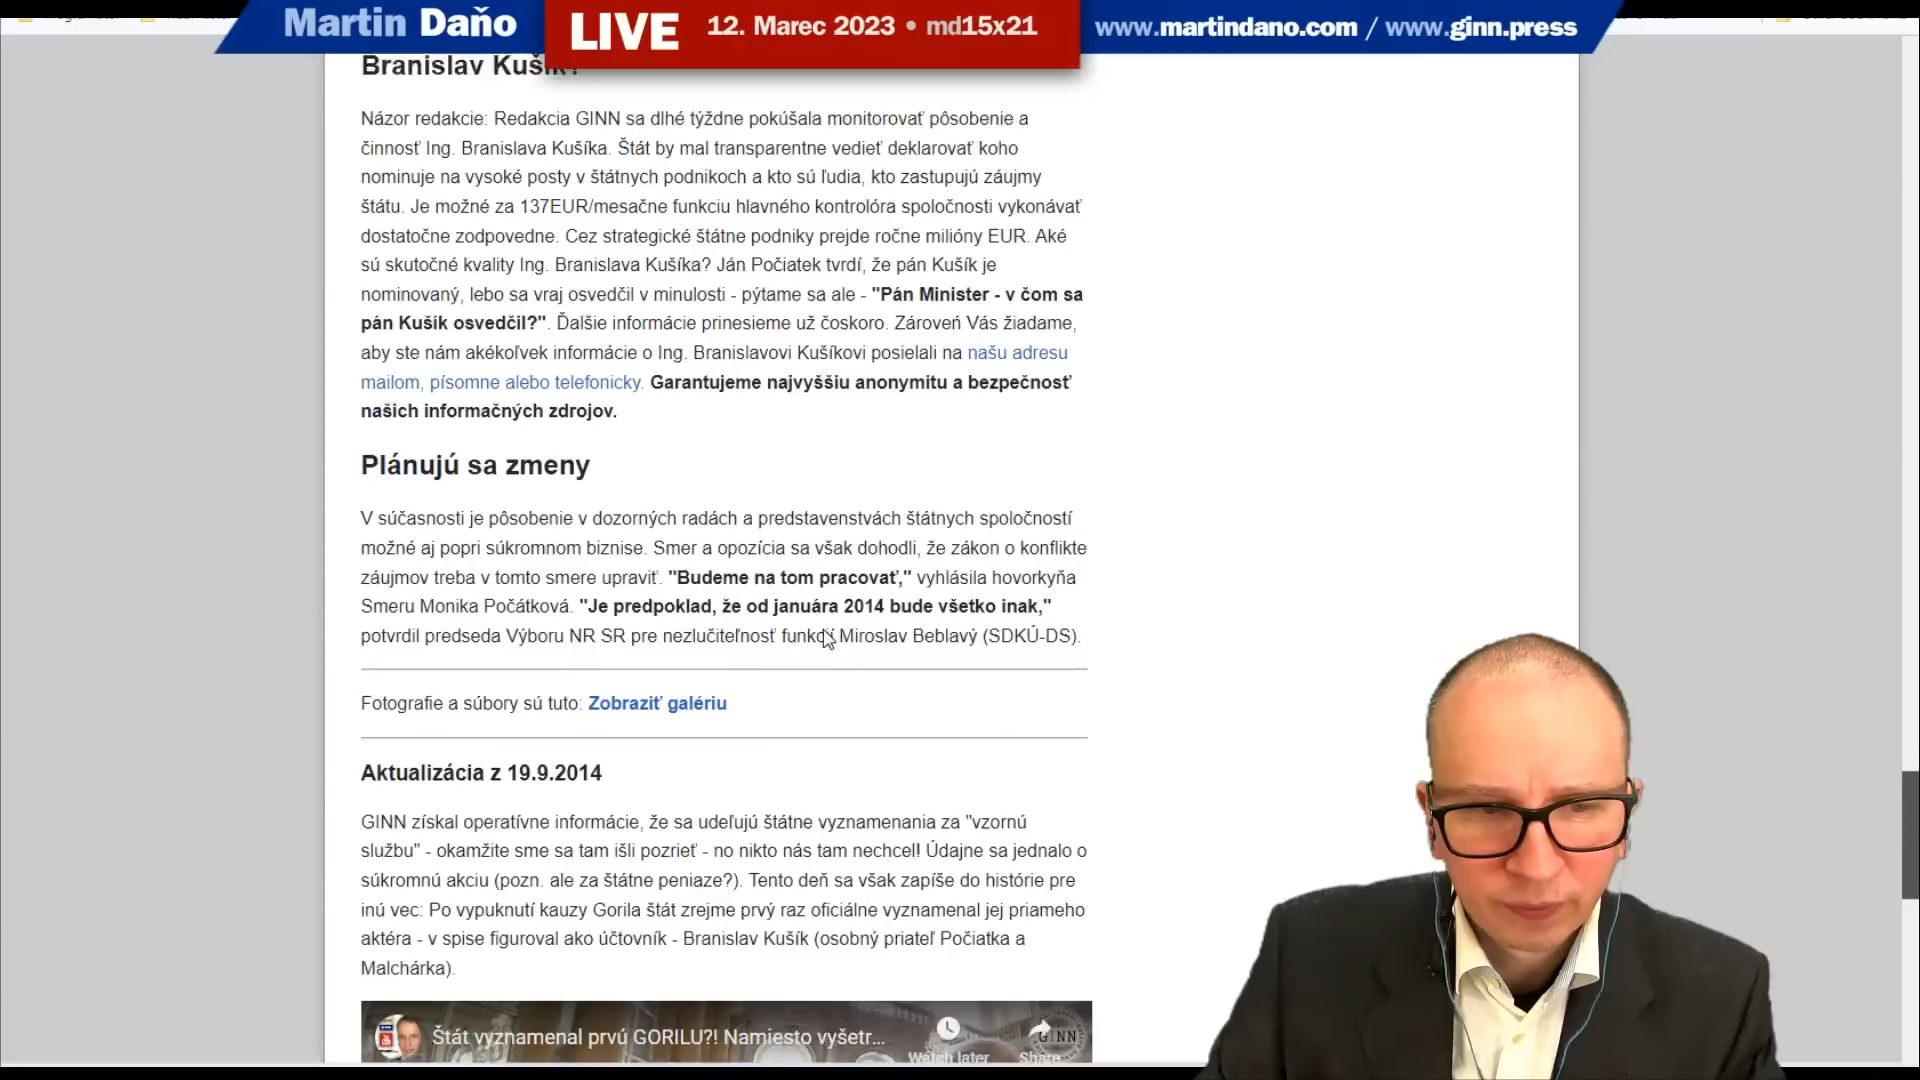 Martin Daňo
LIVE
12. Marec 2023 • md15x21
www.martindano.com / www.ginn.press
Branislav Kušík?
Názor redakcie: Redakcia GINN sa dlhé týždne pokúšala monitorovať pôsobenie a
činnosť Ing. Branislava Kušíka. Štát by mal transparentne vedieť deklarovať koho
nominuje na vysoké posty v štátnych podnikoch a kto sú ľudia, kto zastupujú záujmy
štátu. Je možné za 137EUR/mesačne funkciu hlavného kontrolóra spoločnosti vykonávať
dostatočne zodpovedne. Cez strategické štátne podniky prejde ročne milióny EUR. Aké
sú skutočné kvality Ing. Branislava Kušíka? Ján Počiatek tvrdí, že pán Kušík je
nominovaný, lebo sa vraj osvedčil v minulosti - pýtame sa ale - "Pán Minister - v čom sa
pán Kušík osvedčil?". Ďalšie informácie prinesieme už čoskoro. Zároveň Vás žiadame,
aby ste nám akékoľvek informácie o Ing. Branislavovi Kušíkovi posielali na našu adresu
mailom, písomne alebo telefonicky. Garantujeme najvyššiu anonymitu a bezpečnosť
našich informačných zdrojov.
Plánujú sa zmeny
V súčasnosti je pôsobenie v dozorných radách a predstavenstvách štátnych spoločností
možné aj popri súkromnom biznise. Smer a opozícia sa však dohodli, že zákon o konflikte
záujmov treba v tomto smere upraviť. "Budeme na tom pracovať," vyhlásila hovorkyňa
Smeru Monika Počátková. "Je predpoklad, že od januára 2014 bude všetko inak,"
potvrdil predseda Výboru NR SR pre nezlučiteľnosť funkcií Miroslav Beblavý (SDKÚ-DS).
Fotografie a súbory sú tuto: Zobraziť galériu
Aktualizácia z 19.9.2014
GINN získal operatívne informácie, že sa udeľujú štátne vyznamenania za "vzornú
službu" - okamžite sme sa tam išli pozrieť - no nikto nás tam nechcel! Údajne sa jednalo o
súkromnú akciu (pozn. ale za štátne peniaze?). Tento deň sa však zapíše do histórie pre
inú vec: Po vypuknutí kauzy Gorila štát zrejme prvý raz oficiálne vyznamenal jej priameho
aktéra - v spise figuroval ako účtovník - Branislav Kušík (osobný priateľ Počiatka a
Malchárka).
Štát vyznamenal prvú GORILU?! Namiesto vyšetr...
Watch later
Share
GINN